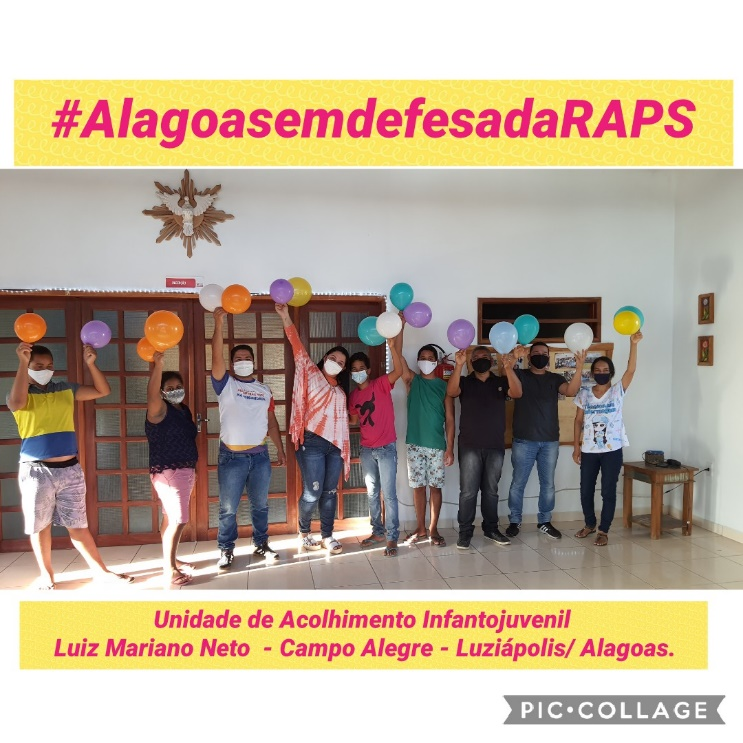 #AlagoasemdefesadaRAPS
Unidade de Acolhimento Infantojuvenil
Luiz Mariano Neto - Campo Alegre - Luziápolis/ Alagoas.
PIC•COLLAGE